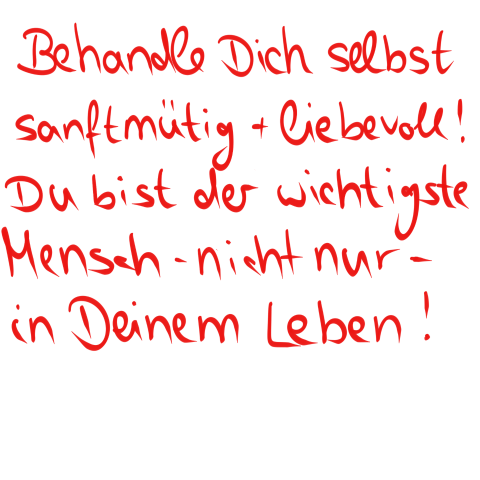 Behandle Dich selbst
sanftmütig + liebevoll!
Du bist der wichtigste
Mensch - nicht nur -
in Deinem Leben!